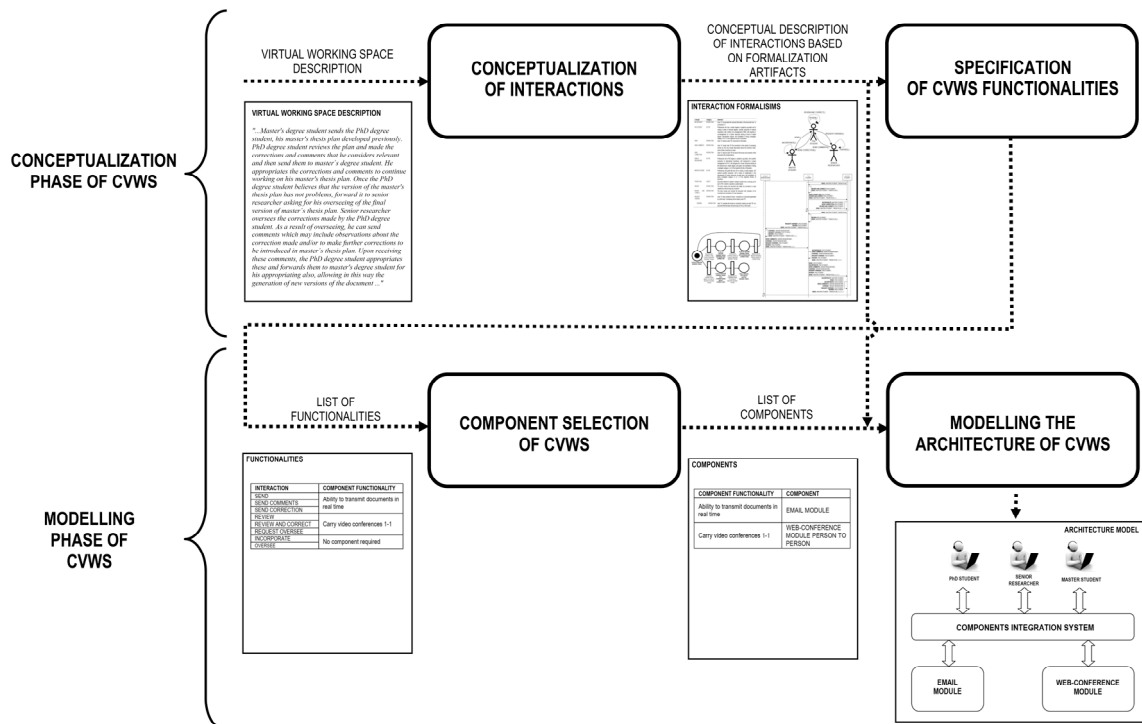 CONCEPTUALIZATION
PHASE OF CVWS
VIRTUAL WORKING SPACE
DESCRIPTION
CONCEPTUALIZATION
OF INTERACTIONS
CONCEPTUAL DESCRIPTION
OF INTERACTIONS BASED
ON FORMALIZATION
ARTIFACTS
SPECIFICATION
OF CVWS FUNCTIONALITIES
VIRTUAL WORKING SPACE DESCRIPTION
"...Master's degree student sends the PhD degree
student, his master's thesis plan developed previously.
PhD degree student reviews the plan and made the
corrections and comments that he considers relevant
and then send them to master´s degree student. He
appropriates the corrections and comments to continue
working on his master's thesis plan. Once the PhD
degree student believes that the version of the master's
thesis plan has not problems, forward it to senior
researcher asking for his overseeing of the final
version of master´s thesis plan. Senior researcher
oversees the corrections made by the PhD degree
student. As a result of overseeing, he can send
comments which may include observations about the
correction made and/or to make further corrections to
be introduced in master´s thesis plan. Upon receiving
these comments, the PhD degree student appropriates
these and forwards them to master's degree student for
his appropriating also, allowing in this way the
generation of new versions of the document ..."
INTERACTION FORMALISIMS
MODELLING
PHASE OF
CVWS
LIST OF
FUNCTIONALITIES
COMPONENT SELECTION
OF CVWS
LIST OF
COMPONENTS
MODELLING THE
ARCHITECTURE OF CVWS
FUNCTIONALITIES
INTERACTION COMPONENT FUNCTIONALITY
SEND
SEND COMMENTS
SEND CORRECTION
Ability to transmit documents in
real time
REVIEW
REVIEW AND CORRECT
REQUEST OVERSEE
Carry video conferences 1-1
INCORPORATE
OVERSEE
No component required
COMPONENTS
COMPONENT FUNCTIONALITY COMPONENT
Ability to transmit documents in
real time
EMAIL MODULE
Carry video conferences 1-1
WEB-CONFERENCE
MODULE PERSON TO
PERSON
ARCHITECTURE MODEL
PhD STUDENT
SENIOR
RESEARCHER
MASTER STUDENT
COMPONENTS INTEGRATION SYSTEM
EMAIL
MODULE
WEB-CONFERENCE
MODULE